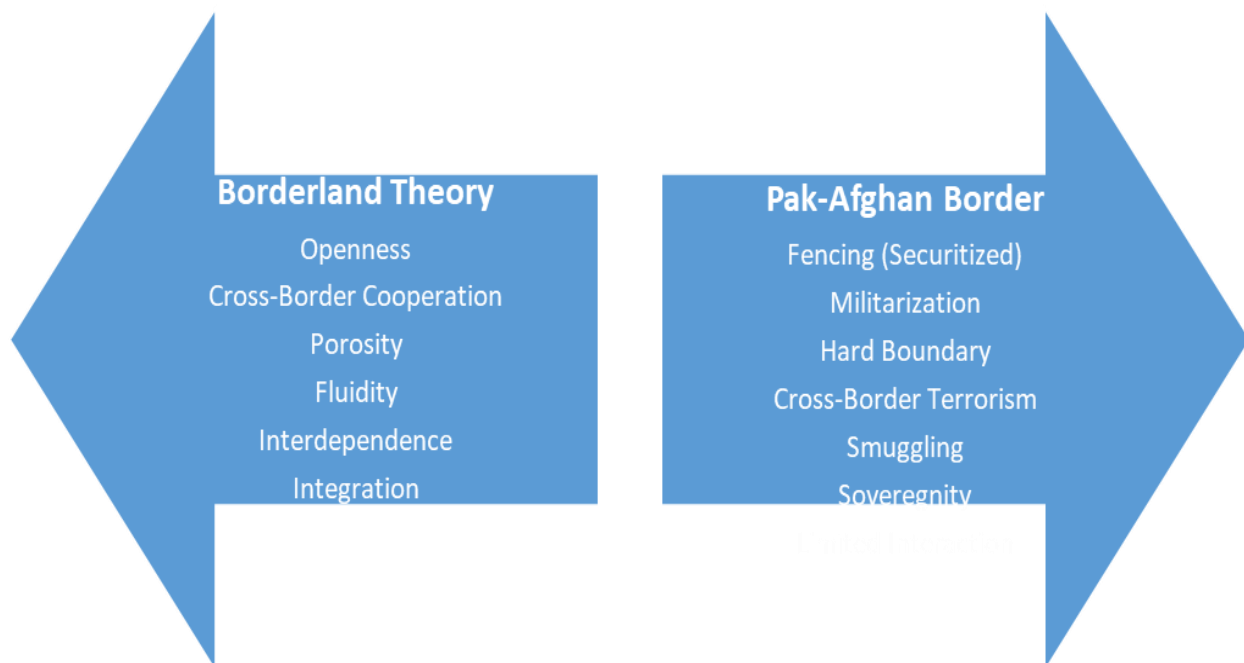 Borderland Theory
Openness
Cross-Border Cooperation
Porosity
Fluidity
Interdependence
Integration
Pak-Afghan Border
Fencing (Securitized)
Militarization
Hard Boundary
Cross-Border Terrorism
Smuggling
Soveregnity